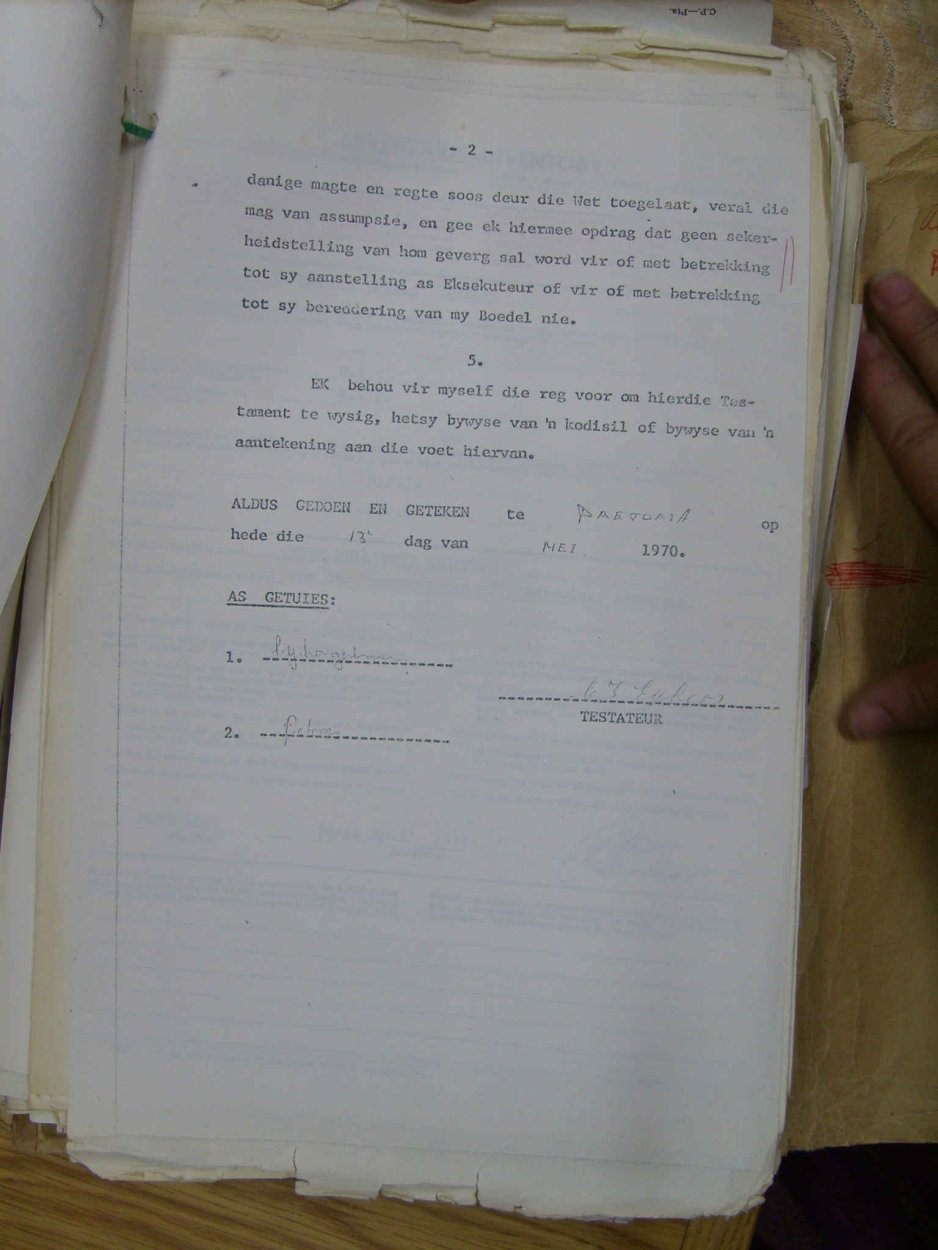 C.P.—Pta.
- 2 -
danige magte en regte soos deur die Wet toegelaat, veral die
mag van assumpsie, en gee ek hiermee opdrag dat geen seker-
heidstelling van hom geverg sal word vir of met betrekking
tot sy aanstelling as Eksekuteur of vir of met betrekking
tot sy bereddering van my Boedel nie.
5.
EK behou vir myself die reg voor om hierdie Tes-
tament te wysig, hetsy bywyse van 'n kodisil of bywyse van 'n
aantekening aan die voet hiervan.
ALDUS GEDOEN EN GETEKEN te PRETORIA op
hede die 13 dag van MEI. 1970.
AS GETUIES:
1.
TESTATEUR
2.